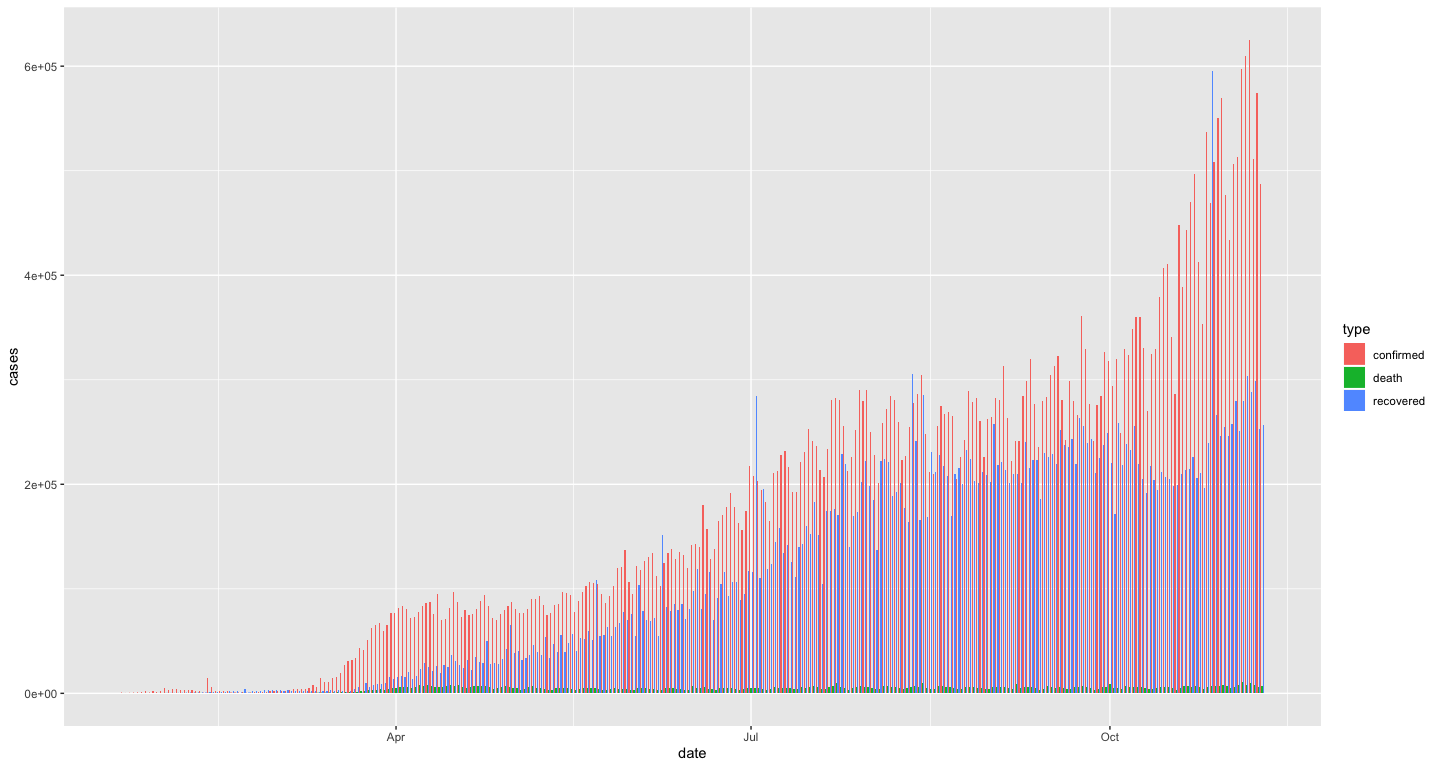 cases
6e+05
4e+05
2e+05
0e+00
Apr
Jul
Oct
date
type
confirmed
death
recovered